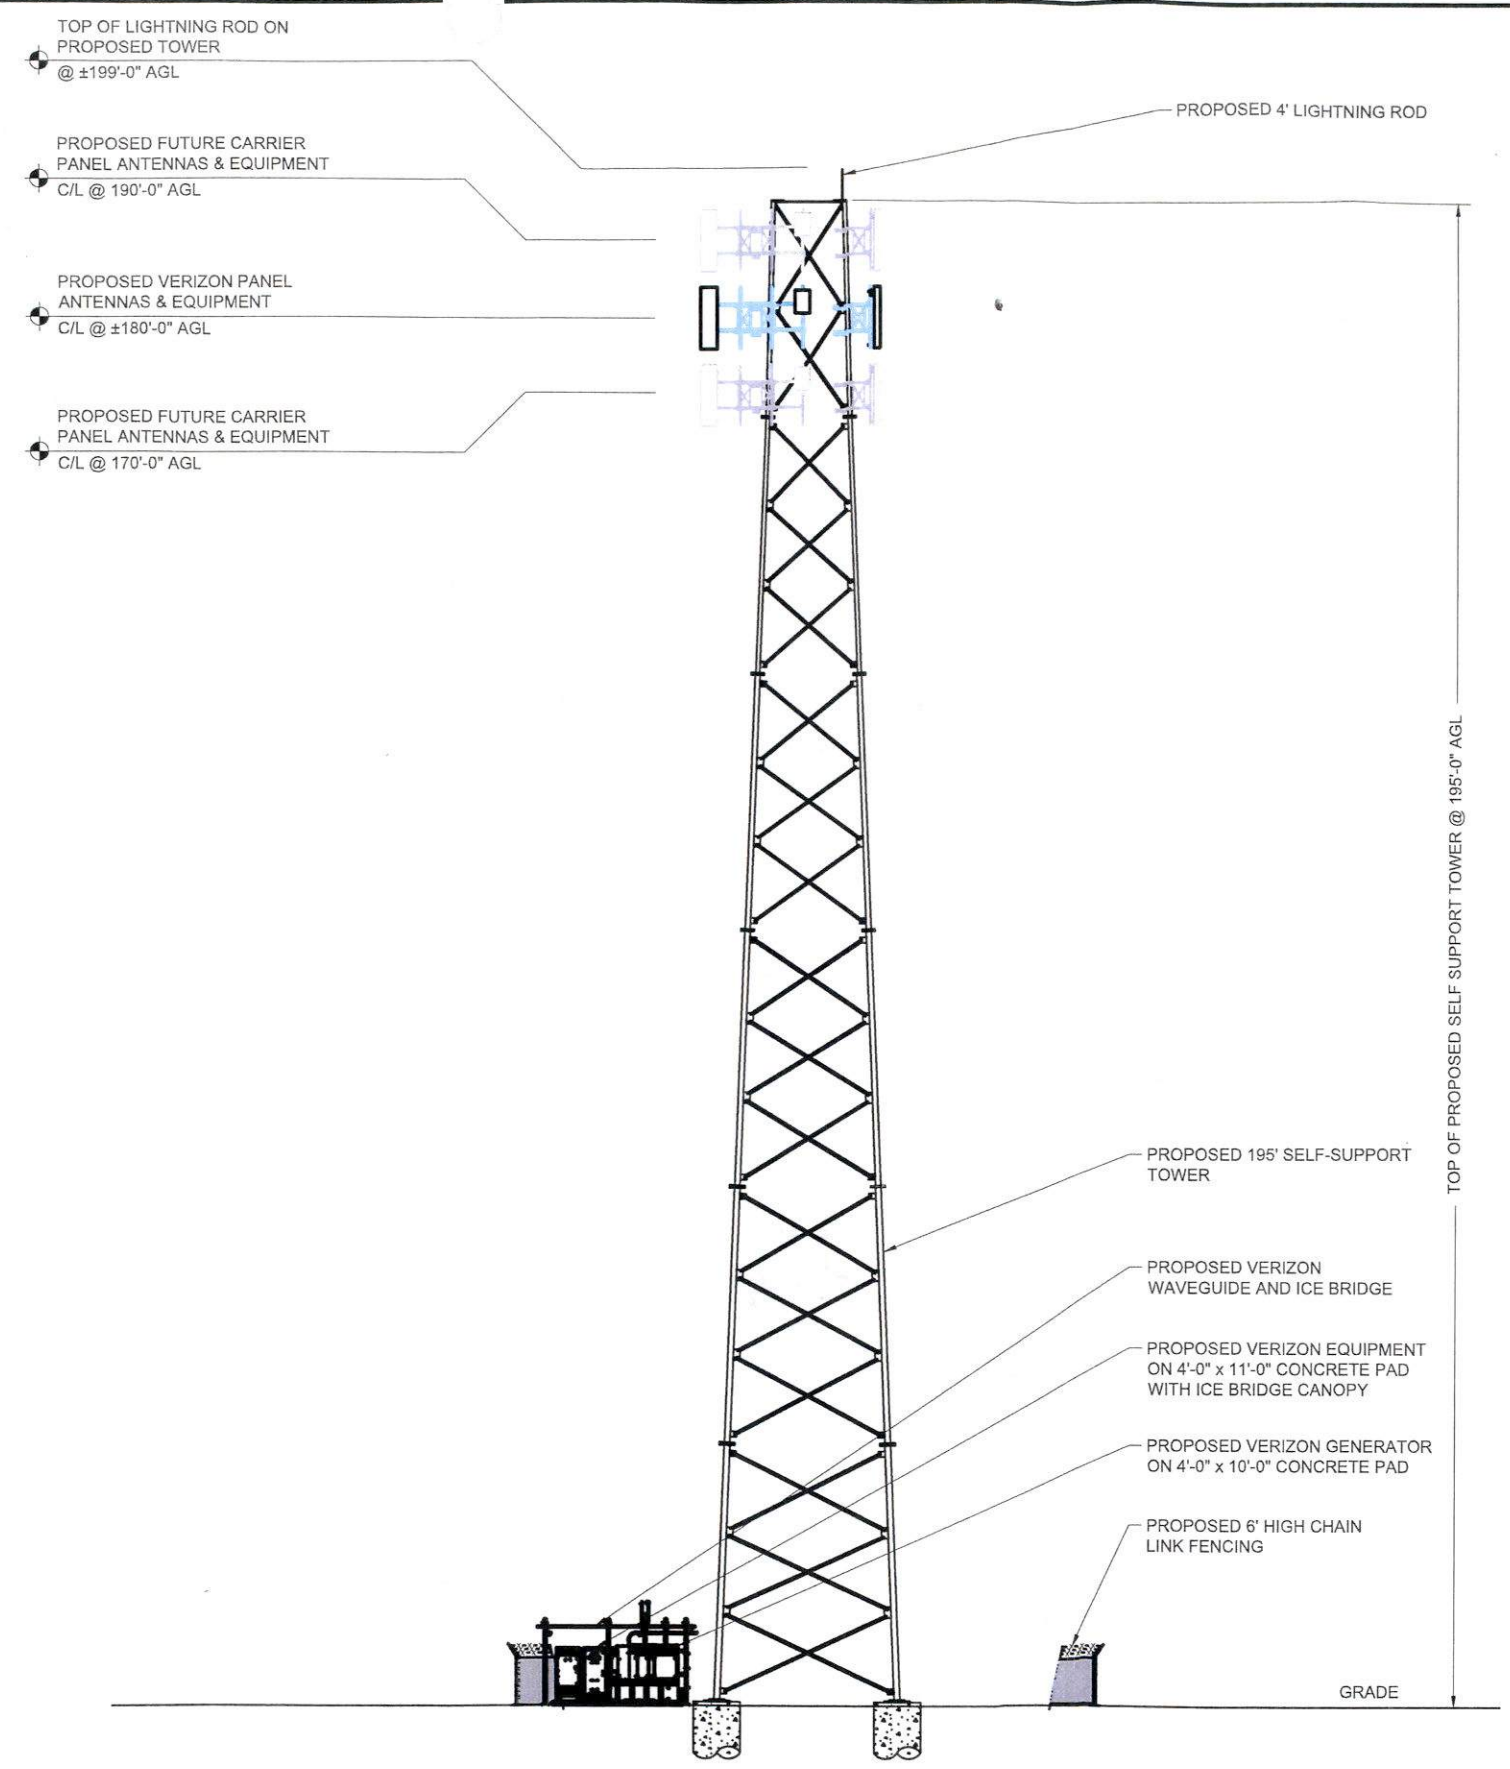 TOP OF LIGHTNING ROD ON
PROPOSED TOWER
@ ±199'-0" AGL
PROPOSED 4' LIGHTNING ROD
PROPOSED FUTURE CARRIER
PANEL ANTENNAS & EQUIPMENT
C/L @ 190'-0" AGL
PROPOSED VERIZON PANEL
ANTENNAS & EQUIPMENT
C/L @ ±180'-0" AGL
PROPOSED FUTURE CARRIER
PANEL ANTENNAS & EQUIPMENT
C/L @ 170'-0" AGL
TOP OF PROPOSED SELF SUPPORT TOWER @ 195'-0" AGL
PROPOSED 195' SELF-SUPPORT
TOWER
PROPOSED VERIZON
WAVEGUIDE AND ICE BRIDGE
PROPOSED VERIZON EQUIPMENT
ON 4'-0" x 11'-0" CONCRETE PAD
WITH ICE BRIDGE CANOPY
PROPOSED VERIZON GENERATOR
ON 4'-0" x 10'-0" CONCRETE PAD
PROPOSED 6' HIGH CHAIN
LINK FENCING
GRADE